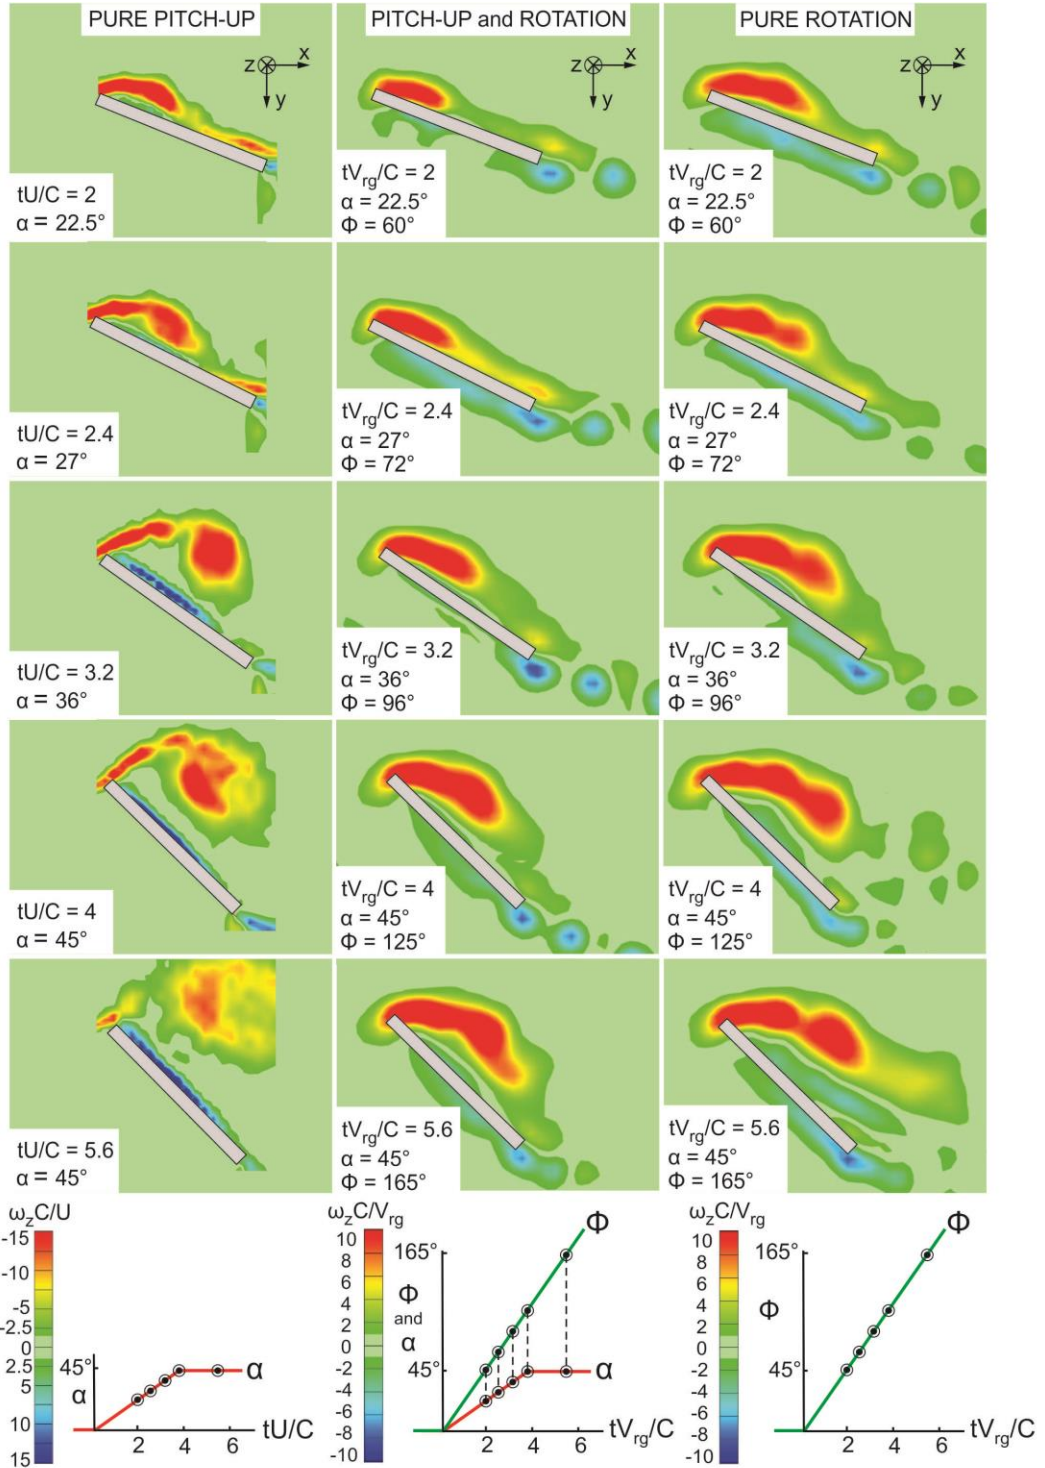 PURE PITCH-UP
PITCH-UP and ROTATION
PURE ROTATION
z x
y
z x
y
z x
y
tU/C = 2
α = 22.5°
tV_rg/C = 2
α = 22.5°
Φ = 60°
tV_rg/C = 2
α = 22.5°
Φ = 60°
tU/C = 2.4
α = 27°
tV_rg/C = 2.4
α = 27°
Φ = 72°
tV_rg/C = 2.4
α = 27°
Φ = 72°
tU/C = 3.2
α = 36°
tV_rg/C = 3.2
α = 36°
Φ = 96°
tV_rg/C = 3.2
α = 36°
Φ = 96°
tU/C = 4
α = 45°
tV_rg/C = 4
α = 45°
Φ = 125°
tV_rg/C = 4
α = 45°
Φ = 125°
tU/C = 5.6
α = 45°
tV_rg/C = 5.6
α = 45°
Φ = 165°
tV_rg/C = 5.6
α = 45°
Φ = 165°
ω_zC/U
-15
-10
-5
-2.5
0
2.5
5
10
15
45°
α
α
2 4 6
tU/C
ω_zC/V_rg
10
8
6
4
2
0
-2
-4
-6
-8
-10
165°
Φ
and
α
45°
Φ
α
2 4 6
tV_rg/C
ω_zC/V_rg
10
8
6
4
2
0
-2
-4
-6
-8
-10
165°
Φ
45°
Φ
2 4 6
tV_rg/C